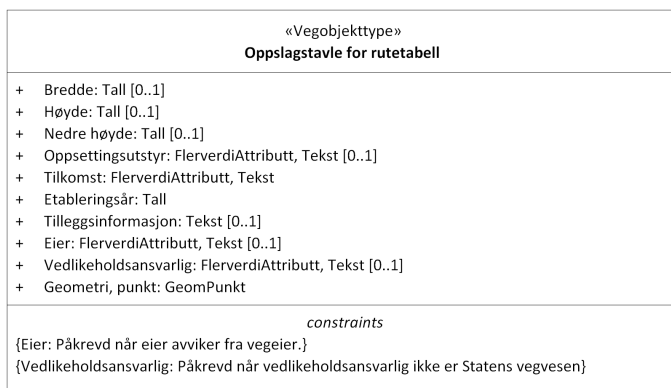 «Vegobjekttype»
Oppslagstavle for rutetabell
+ Bredde: Tall [0..1]
+ Høyde: Tall [0..1]
+ Nedre høyde: Tall [0..1]
+ Oppsettingsutstyr: FlerverdiAttributt, Tekst [0..1]
+ Tilkomst: FlerverdiAttributt, Tekst
+ Etableringsår: Tall
+ Tilleggsinformasjon: Tekst [0..1]
+ Eier: FlerverdiAttributt, Tekst [0..1]
+ Vedlikeholdsansvarlig: FlerverdiAttributt, Tekst [0..1]
+ Geometri, punkt: GeomPunkt
constraints
{Eier: Påkrevd når eier avviker fra vegeier.}
{Vedlikeholdsansvarlig: Påkrevd når vedlikeholdsansvarlig ikke er Statens vegvesen}